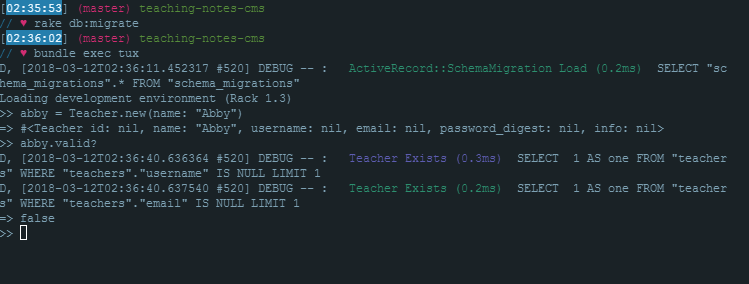 [02:35:53] (master) teaching-notes-cms
// ♥ rake db:migrate
[02:36:02] (master) teaching-notes-cms
// ♥ bundle exec tux
D, [2018-03-12T02:36:11.452317 #520] DEBUG -- :   ActiveRecord::SchemaMigration Load (0.2ms)  SELECT "sc
hema_migrations".* FROM "schema_migrations"
Loading development environment (Rack 1.3)
>> abby = Teacher.new(name: "Abby")
=> #<Teacher id: nil, name: "Abby", username: nil, email: nil, password_digest: nil, info: nil>
>> abby.valid?
D, [2018-03-12T02:36:40.636364 #520] DEBUG -- :   Teacher Exists (0.3ms)  SELECT  1 AS one FROM "teacher
s" WHERE "teachers"."username" IS NULL LIMIT 1
D, [2018-03-12T02:36:40.637540 #520] DEBUG -- :   Teacher Exists (0.2ms)  SELECT  1 AS one FROM "teacher
s" WHERE "teachers"."email" IS NULL LIMIT 1
=> false
>>